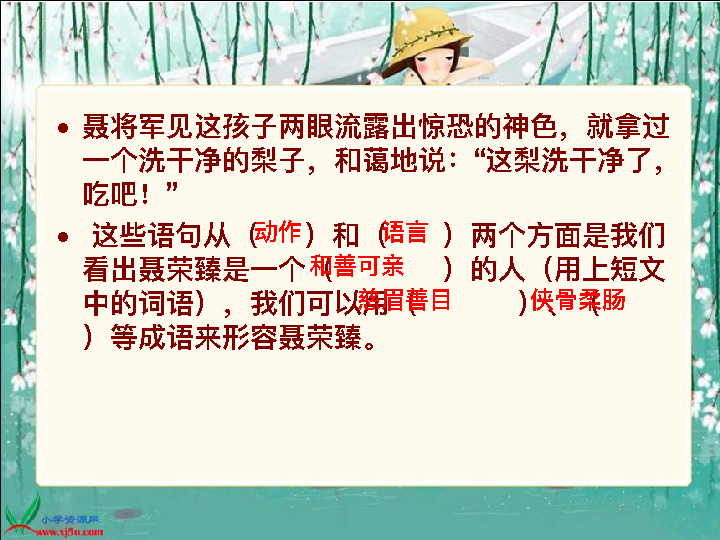 聂将军见这孩子两眼流露出惊恐的神色，就拿过
一个洗干净的梨子，和蔼地说：“这梨洗干净了，
吃吧！”
这些语句从（动作）和（语言）两个方面是我们
看出聂荣臻是一个（和善可亲）的人（用上短文
中的词语），我们可以用（慈眉善目）、（侠骨柔肠
）等成语来形容聂荣臻。
小学资源网
www.xj5u.com